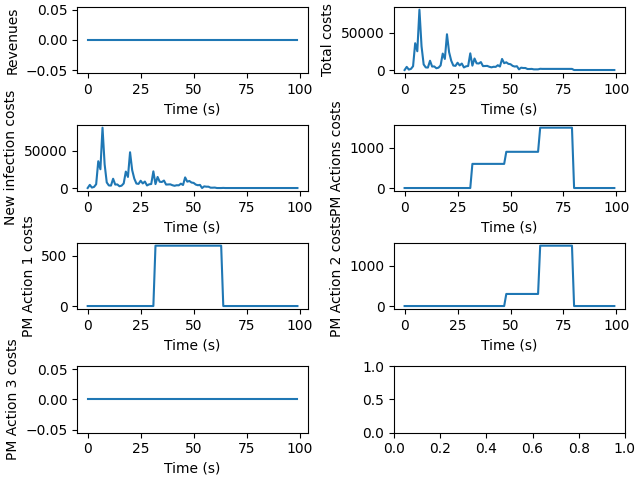 Revenues
0.05
0.00
−0.05
0 25 50 75 100
Time (s)
Total costs
50000
0
0 25 50 75 100
Time (s)
New infection costs
50000
0
0 25 50 75 100
Time (s)
PM Actions costs
1000
0
0 25 50 75 100
Time (s)
PM Action 1 costs
500
0
0 25 50 75 100
Time (s)
PM Action 2 costs
1000
0
0 25 50 75 100
Time (s)
PM Action 3 costs
0.05
0.00
−0.05
0 25 50 75 100
Time (s)
1.0
0.5
0.0
0.0 0.2 0.4 0.6 0.8 1.0